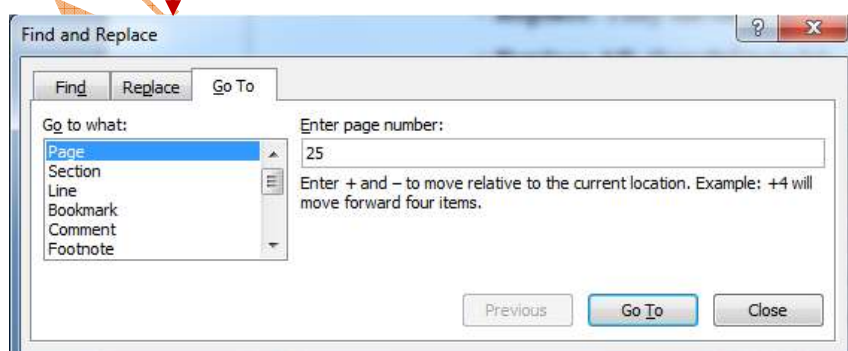 Find and Replace
Find Replace Go To
Go to what:
Page
Section
Line
Bookmark
Comment
Footnote
Enter page number:
25
Enter + and – to move relative to the current location. Example: +4 will
move forward four items.
Previous Go To Close